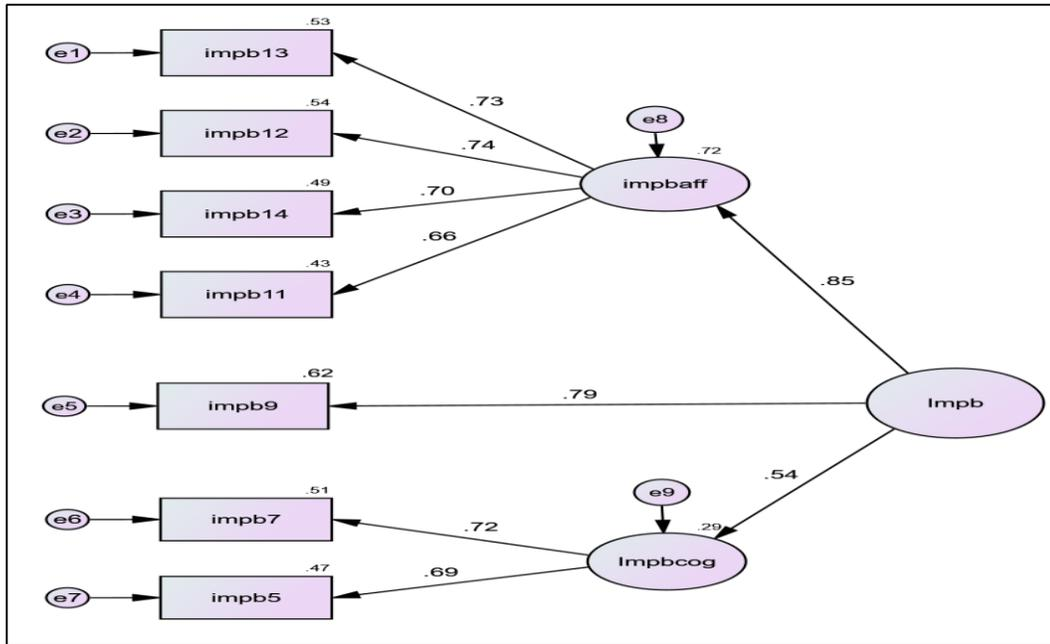 .53
e1
impb13
.73
.54
e2
impb12
.74
e8
.72
impbaff
.49
e3
impb14
.70
.66
.43
e4
impb11
.85
.62
e5
impb9
.79
Impb
.54
.51
e6
impb7
.72
e9
.29
Impbcog
.47
e7
impb5
.69